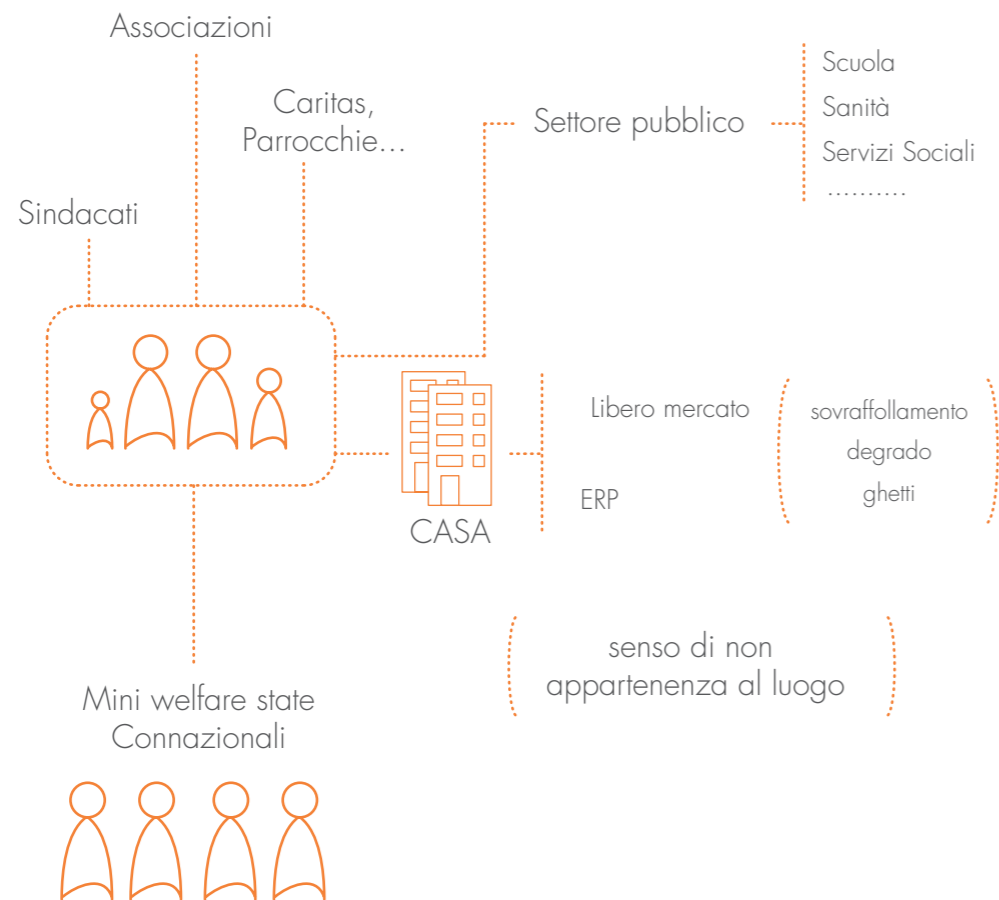 Associazioni
Caritas,
Parrocchie...
Sindacati
Settore pubblico
Scuola
Sanità
Servizi Sociali
..........
CASA
Libero mercato
ERP
sovraffollamento
degrado
ghetti
senso di non
appartenenza al luogo
Mini welfare state
Connazionali